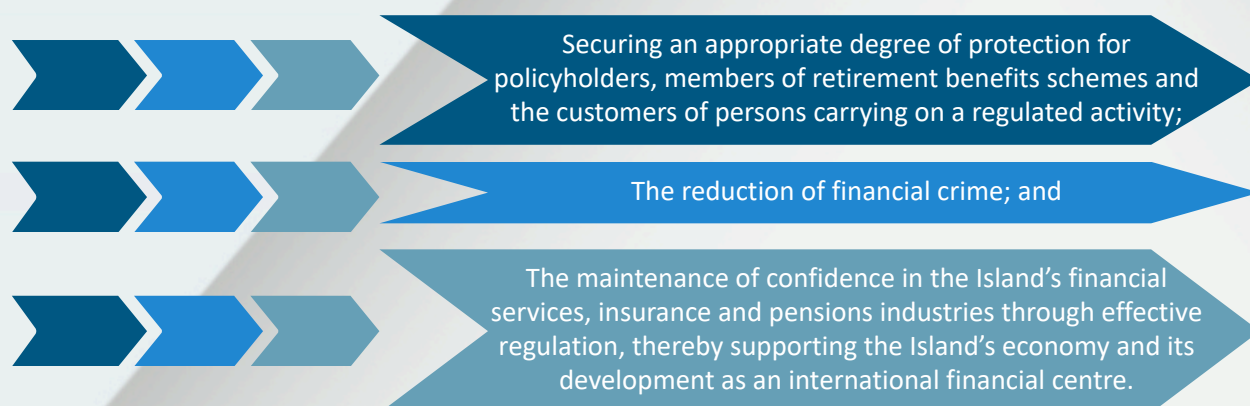 Securing an appropriate degree of protection for
policyholders, members of retirement benefits schemes and
the customers of persons carrying on a regulated activity;
The reduction of financial crime; and
The maintenance of confidence in the Island’s financial
services, insurance and pensions industries through effective
regulation, thereby supporting the Island’s economy and its
development as an international financial centre.